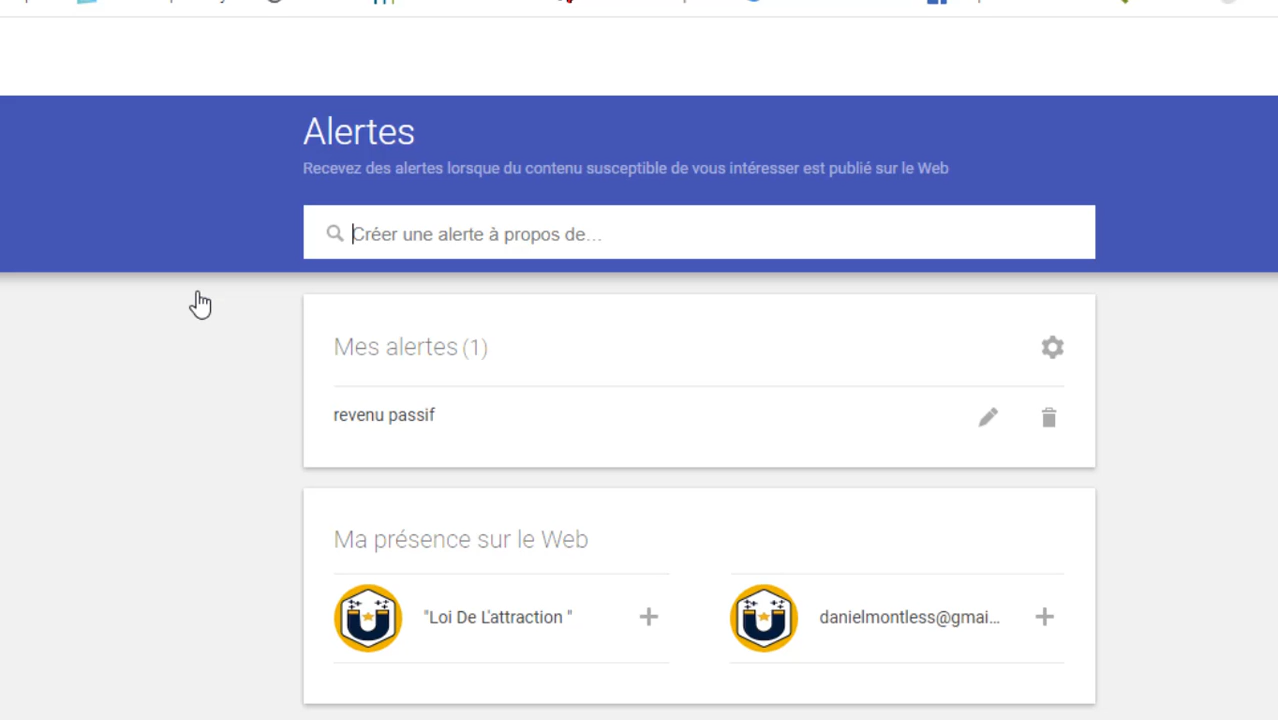 Alertes
Recevez des alertes lorsque du contenu susceptible de vous intéresser est publié sur le Web
Créer une alerte à propos de...
Mes alertes (1)
revenu passif
Ma présence sur le Web
"Loi De L'attraction "
danielmontless@gmai...